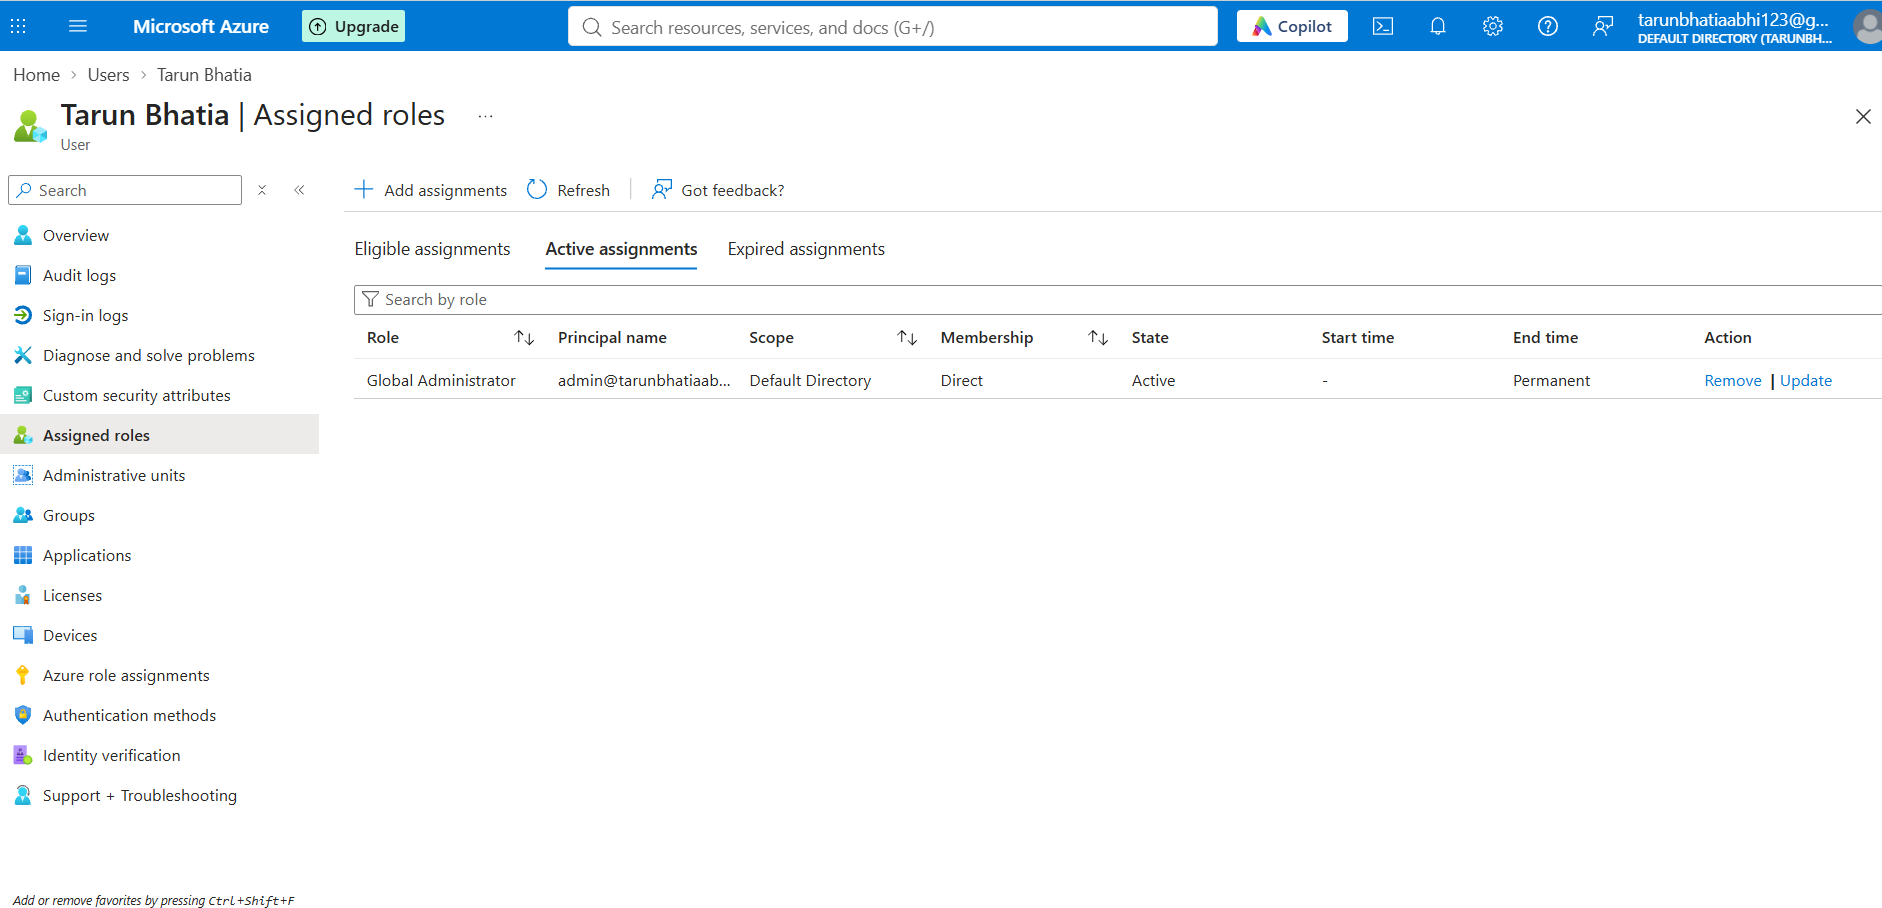 Microsoft Azure
Upgrade
Search resources, services, and docs (G+/)
Copilot
tarunbhatiaabhi123@g...
DEFAULT DIRECTORY (TARUNBH...
Home > Users > Tarun Bhatia
Tarun Bhatia | Assigned roles ...
User
Search
Add assignments
Refresh
Got feedback?
Overview
Audit logs
Sign-in logs
Diagnose and solve problems
Custom security attributes
Assigned roles
Administrative units
Groups
Applications
Licenses
Devices
Azure role assignments
Authentication methods
Identity verification
Support + Troubleshooting
Eligible assignments Active assignments Expired assignments
Search by role
Role Principal name Scope Membership State Start time End time Action
Global Administrator admin@tarunbhatiaab... Default Directory Direct Active - Permanent Remove | Update
Add or remove favorites by pressing Ctrl+Shift+F